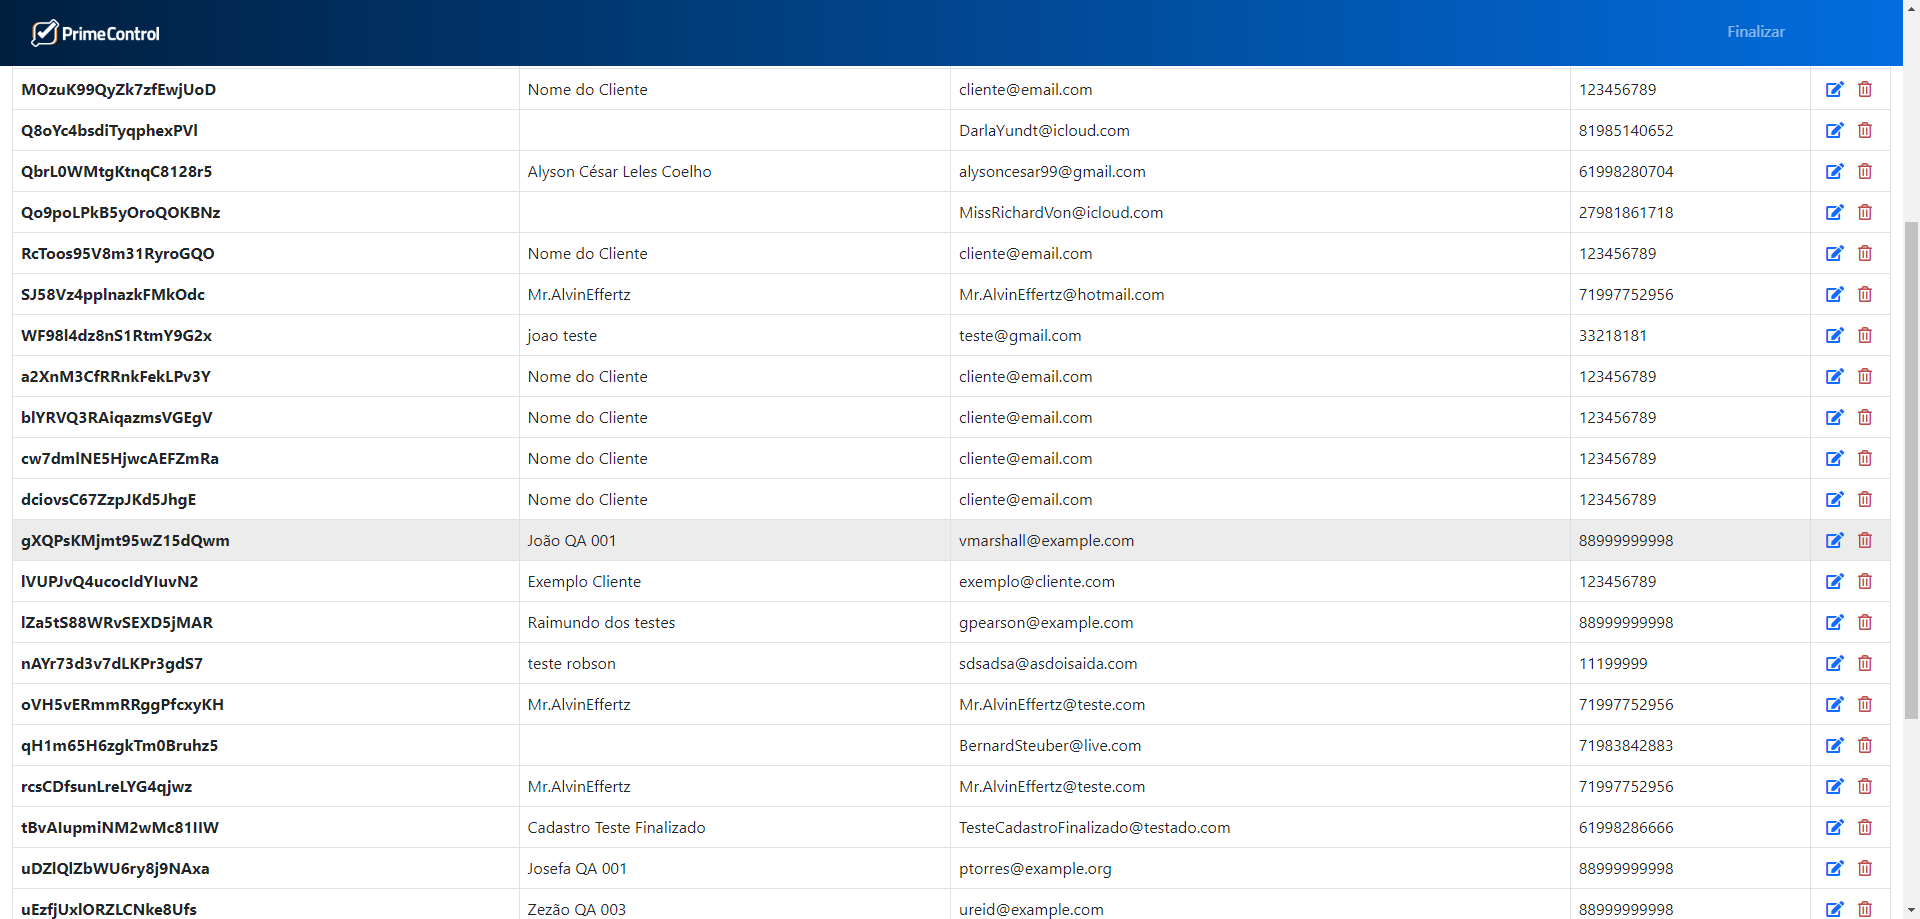 PrimeControl Finalizar
MOzuK99QyZk7zfEwjUoD Nome do Cliente cliente@email.com 123456789
Q8oYc4bsdiTyqphexPVl DarlaYundt@icloud.com 81985140652
QbrL0WMtgKtnqC8128r5 Alyson César Leles Coelho alysoncesar99@gmail.com 61998280704
Qo9poLPkB5yOroQOKBNz MissRichardVon@icloud.com 27981861718
RcToos95V8m31RyroGQO Nome do Cliente cliente@email.com 123456789
SJ58Vz4pplnazkFMkOdc Mr.AlvinEffertz Mr.AlvinEffertz@hotmail.com 71997752956
WF98l4dz8nS1RtmY9G2x joao teste teste@gmail.com 33218181
a2XnM3CfRRnkFekLPv3Y Nome do Cliente cliente@email.com 123456789
blYRVQ3RAiqazmsVGEgV Nome do Cliente cliente@email.com 123456789
cw7dmlNE5HjwcAEFZmRa Nome do Cliente cliente@email.com 123456789
dciovsC67ZzpJKd5JhgE Nome do Cliente cliente@email.com 123456789
gXQPsKMjmt95wZ15dQwm João QA 001 vmarshall@example.com 88999999998
lVUPJvQ4ucocIdYIuvN2 Exemplo Cliente exemplo@cliente.com 123456789
lZa5tS88WRvSEXD5jMAR Raimundo dos testes gpearson@example.com 88999999998
nAYr73d3v7dLKPr3gdS7 teste robson sdsadsa@asdoisaida.com 11199999
oVH5vERmmRRggPfcxyKH Mr.AlvinEffertz Mr.AlvinEffertz@teste.com 71997752956
qH1m65H6zgkTm0Bruhz5 BernardSteuber@live.com 71983842883
rcsCDfsunLreLYG4qjwz Mr.AlvinEffertz Mr.AlvinEffertz@teste.com 71997752956
tBvAIupmiNM2wMc81IIW Cadastro Teste Finalizado TesteCadastroFinalizado@testado.com 61998286666
uDZlQlZbWU6ry8j9NAxa Josefa QA 001 ptorres@example.org 88999999998
uEzfjUxlORZLCNke8Ufs Zezão QA 003 ureid@example.com 88999999998